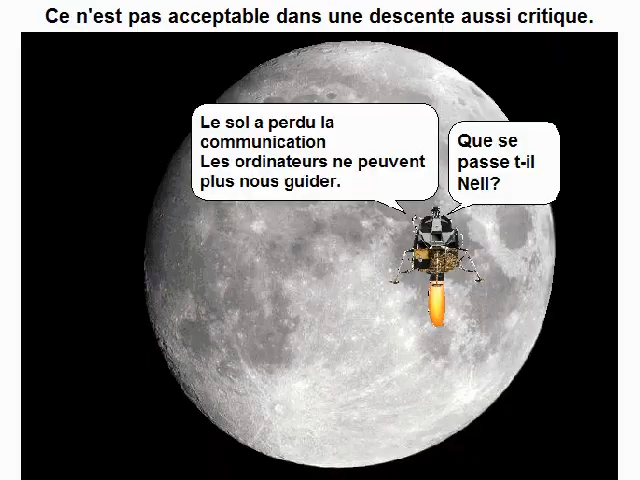 Ce n'est pas acceptable dans une descente aussi critique.
Le sol a perdu la
communication
Les ordinateurs ne peuvent
plus nous guider.
Que se
passe t-il
Nell?